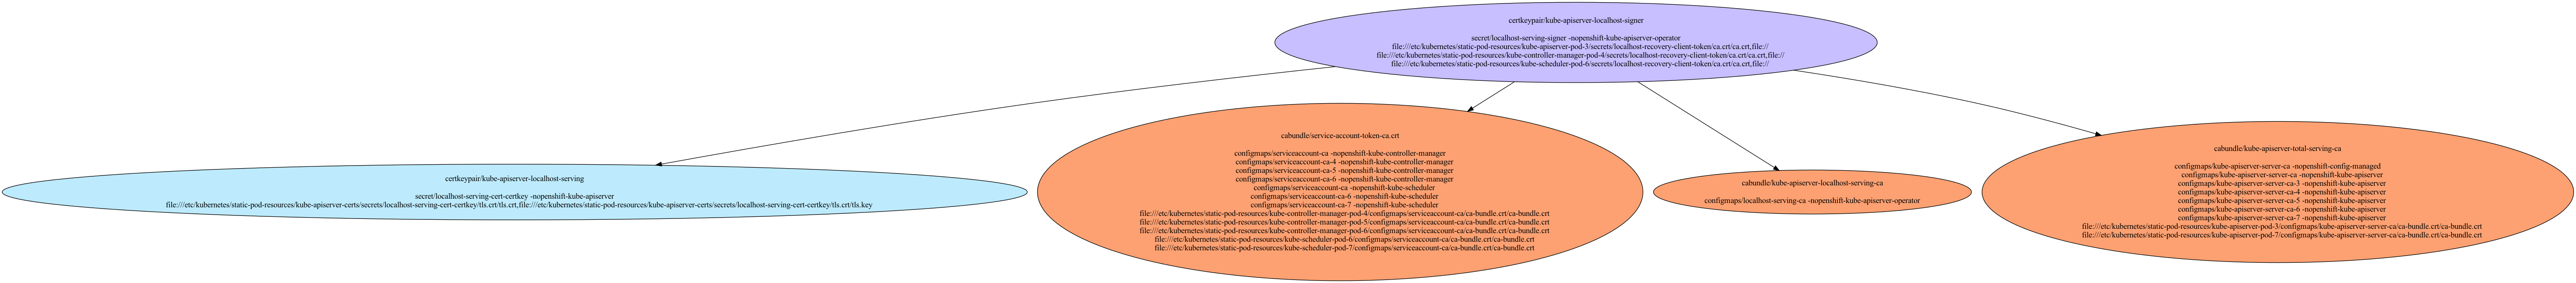 certkeypair/kube-apiserver-localhost-signer
secret/localhost-serving-signer -nopenshift-kube-apiserver-operator
file:///etc/kubernetes/static-pod-resources/kube-apiserver-pod-3/secrets/localhost-recovery-client-token/ca.crt/ca.crt,file://
file:///etc/kubernetes/static-pod-resources/kube-controller-manager-pod-4/secrets/localhost-recovery-client-token/ca.crt/ca.crt,file://
file:///etc/kubernetes/static-pod-resources/kube-scheduler-pod-6/secrets/localhost-recovery-client-token/ca.crt/ca.crt,file://
certkeypair/kube-apiserver-localhost-serving
secret/localhost-serving-cert-certkey -nopenshift-kube-apiserver
file:///etc/kubernetes/static-pod-resources/kube-apiserver-certs/secrets/localhost-serving-cert-certkey/tls.crt/tls.crt,file:///etc/kubernetes/static-pod-resources/kube-apiserver-certs/secrets/localhost-serving-cert-certkey/tls.crt/tls.key
cabundle/service-account-token-ca.crt
configmaps/serviceaccount-ca -nopenshift-kube-controller-manager
configmaps/serviceaccount-ca-4 -nopenshift-kube-controller-manager
configmaps/serviceaccount-ca-5 -nopenshift-kube-controller-manager
configmaps/serviceaccount-ca-6 -nopenshift-kube-controller-manager
configmaps/serviceaccount-ca -nopenshift-kube-scheduler
configmaps/serviceaccount-ca-6 -nopenshift-kube-scheduler
configmaps/serviceaccount-ca-7 -nopenshift-kube-scheduler
file:///etc/kubernetes/static-pod-resources/kube-controller-manager-pod-4/configmaps/serviceaccount-ca/ca-bundle.crt/ca-bundle.crt
file:///etc/kubernetes/static-pod-resources/kube-controller-manager-pod-5/configmaps/serviceaccount-ca/ca-bundle.crt/ca-bundle.crt
file:///etc/kubernetes/static-pod-resources/kube-controller-manager-pod-6/configmaps/serviceaccount-ca/ca-bundle.crt/ca-bundle.crt
file:///etc/kubernetes/static-pod-resources/kube-scheduler-pod-6/configmaps/serviceaccount-ca/ca-bundle.crt/ca-bundle.crt
file:///etc/kubernetes/static-pod-resources/kube-scheduler-pod-7/configmaps/serviceaccount-ca/ca-bundle.crt/ca-bundle.crt
cabundle/kube-apiserver-localhost-serving-ca
configmaps/localhost-serving-ca -nopenshift-kube-apiserver-operator
cabundle/kube-apiserver-total-serving-ca
configmaps/kube-apiserver-server-ca -nopenshift-config-managed
configmaps/kube-apiserver-server-ca -nopenshift-kube-apiserver
configmaps/kube-apiserver-server-ca-3 -nopenshift-kube-apiserver
configmaps/kube-apiserver-server-ca-4 -nopenshift-kube-apiserver
configmaps/kube-apiserver-server-ca-5 -nopenshift-kube-apiserver
configmaps/kube-apiserver-server-ca-6 -nopenshift-kube-apiserver
configmaps/kube-apiserver-server-ca-7 -nopenshift-kube-apiserver
file:///etc/kubernetes/static-pod-resources/kube-apiserver-pod-3/configmaps/kube-apiserver-server-ca/ca-bundle.crt/ca-bundle.crt
file:///etc/kubernetes/static-pod-resources/kube-apiserver-pod-7/configmaps/kube-apiserver-server-ca/ca-bundle.crt/ca-bundle.crt